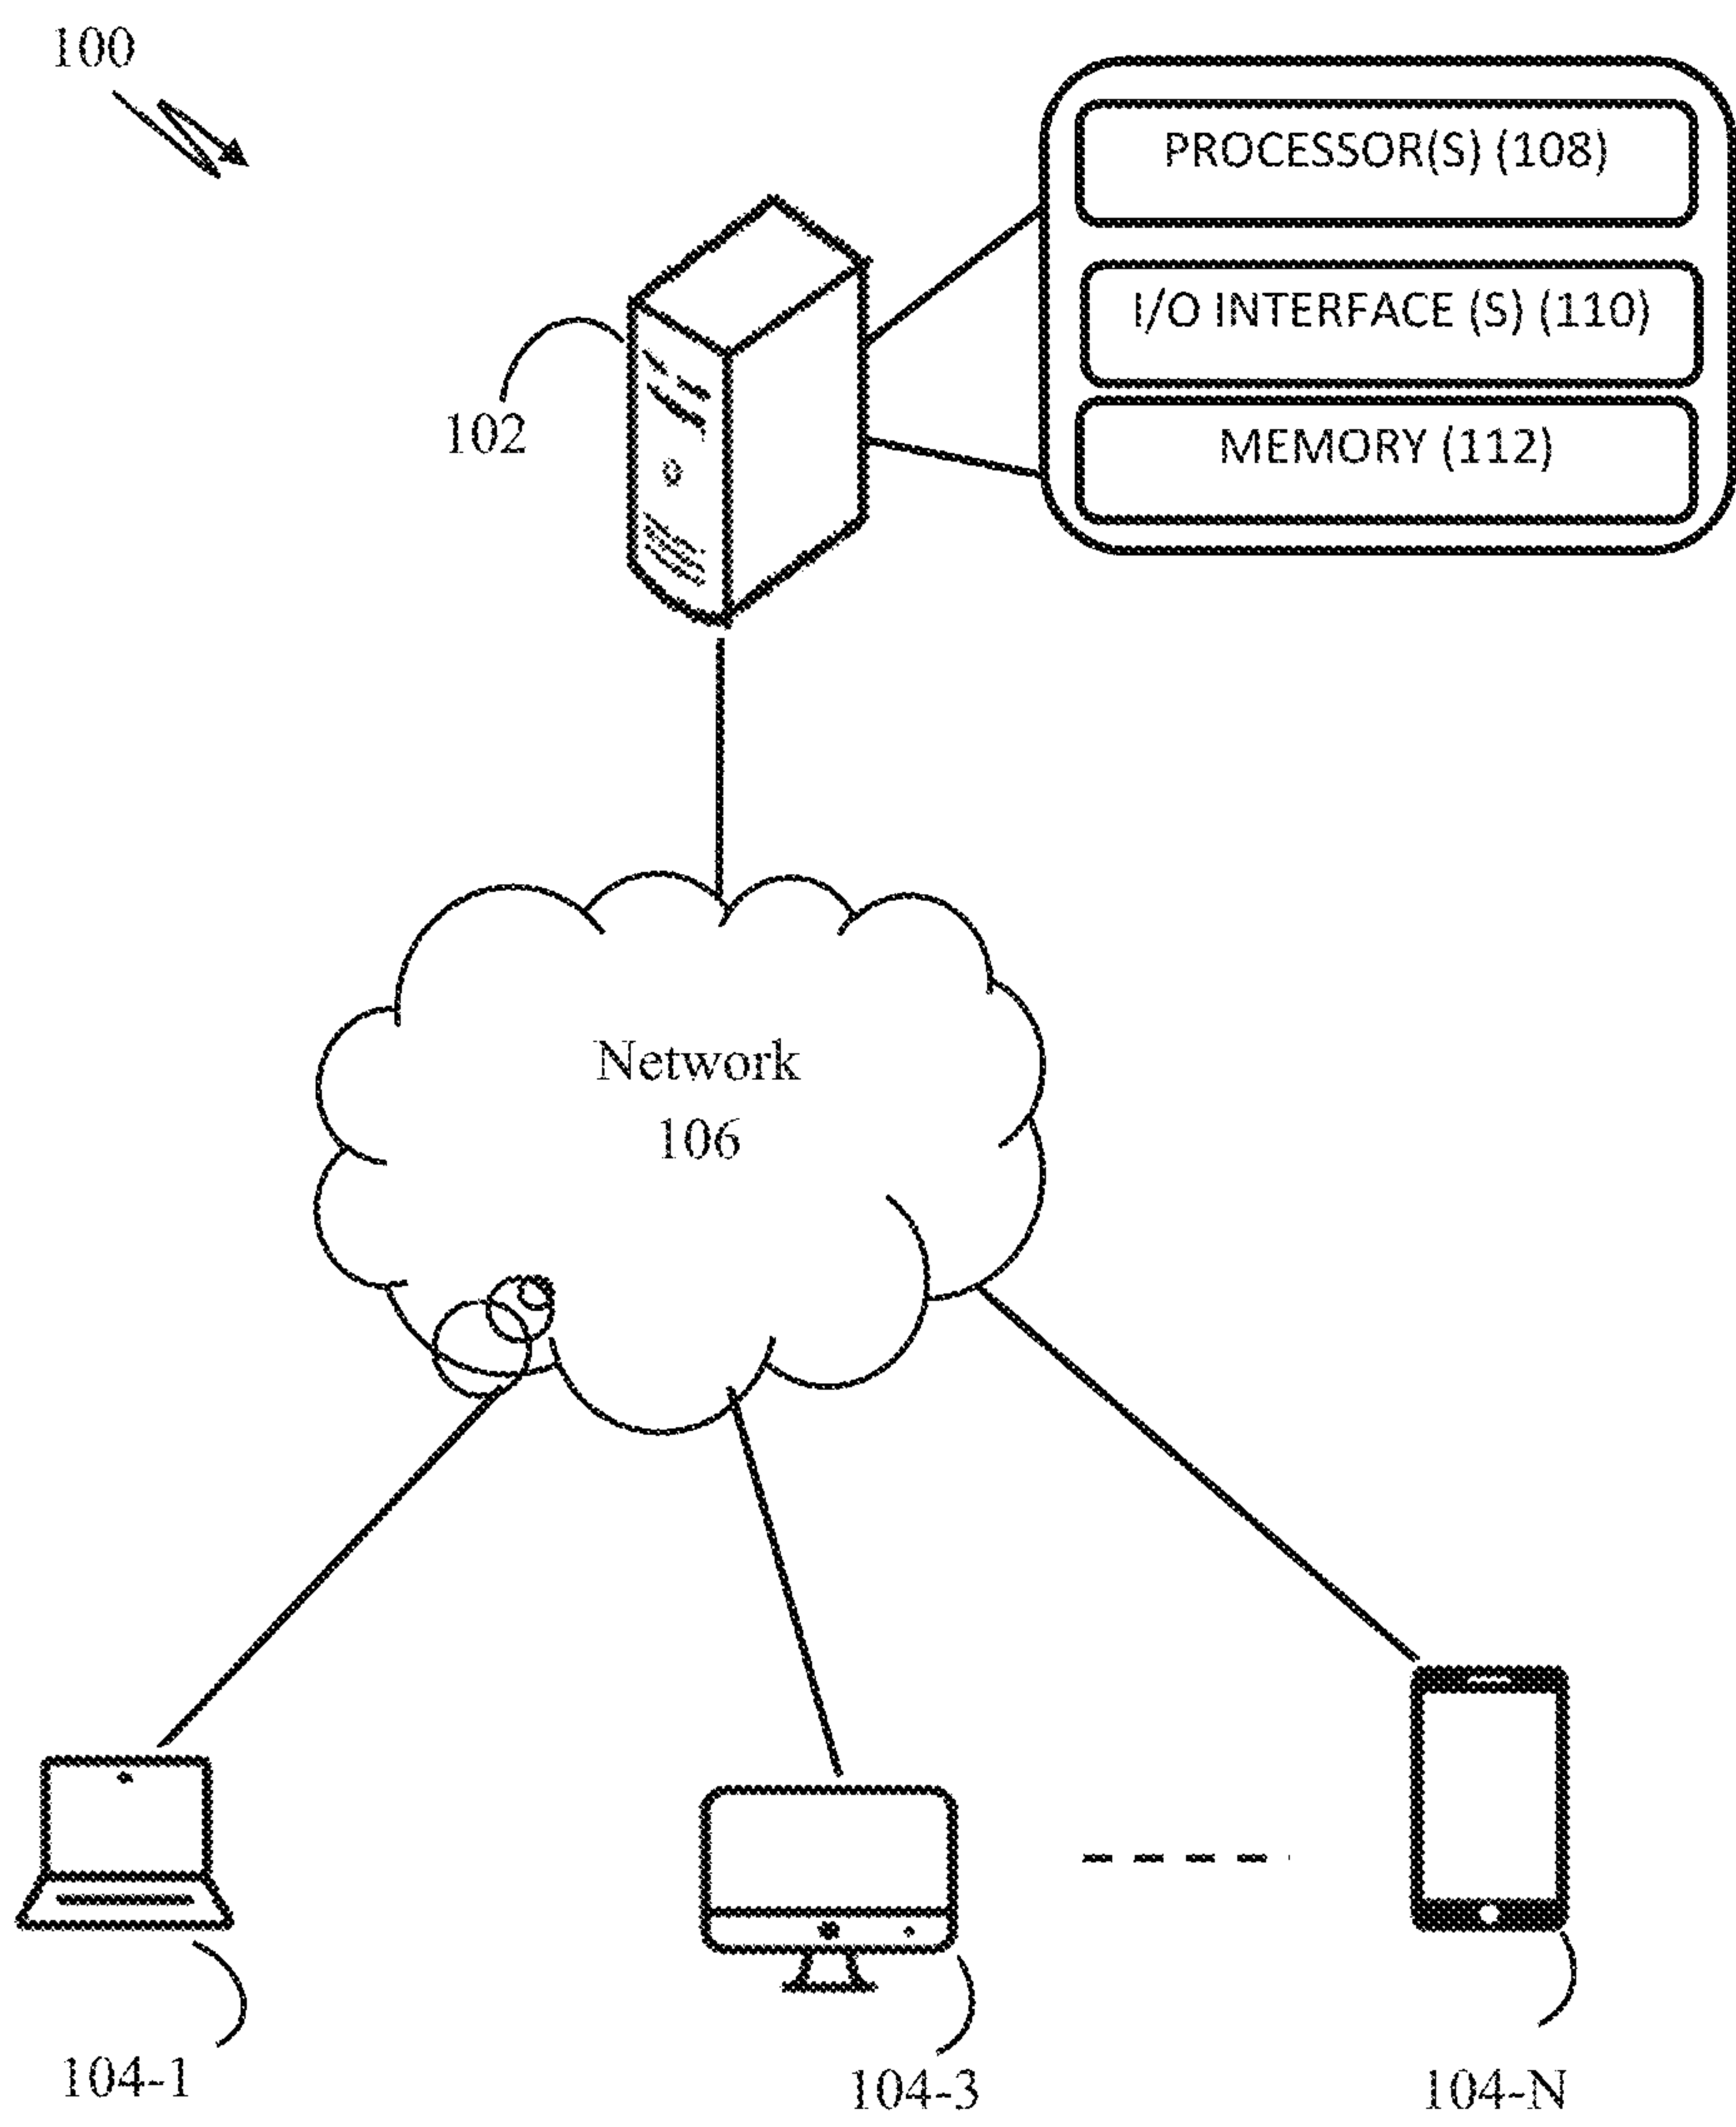 100
PROCESSOR(S) (108)
I/O INTERFACE (S) (110)
102
MEMORY (112)
Network
106
104-1
104-3
104-N